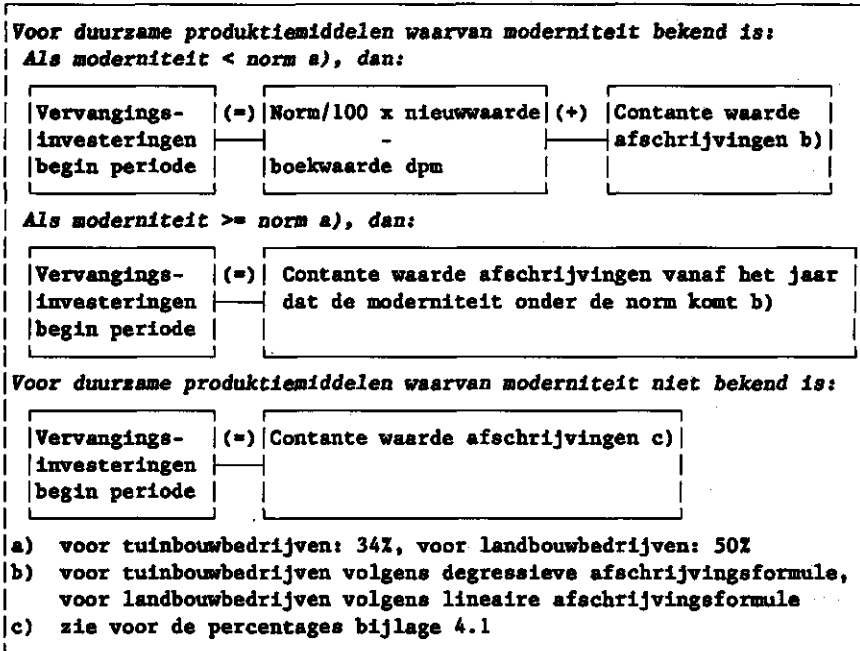 Voor duurzame produktiemiddelen waarvan moderniteit bekend is:
Als moderniteit < norm a), dan:
Vervangings- (=) Norm/100 x nieuwwaarde (+) Contante waarde
investeringen - afschrijvingen b)
begin periode boekwaarde dpm
Als moderniteit >= norm a), dan:
Vervangings- (=) Contante waarde afschrijvingen vanaf het jaar
investeringen dat de moderniteit onder de norm komt b)
begin periode
Voor duurzame produktiemiddelen waarvan moderniteit niet bekend is:
Vervangings- (=) Contante waarde afschrijvingen c)
investeringen
begin periode
a) voor tuinbouwbedrijven: 34%, voor landbouwbedrijven: 50%
b) voor tuinbouwbedrijven volgens degressieve afschrijvingsformule,
voor landbouwbedrijven volgens lineaire afschrijvingsformule
c) zie voor de percentages bijlage 4.1